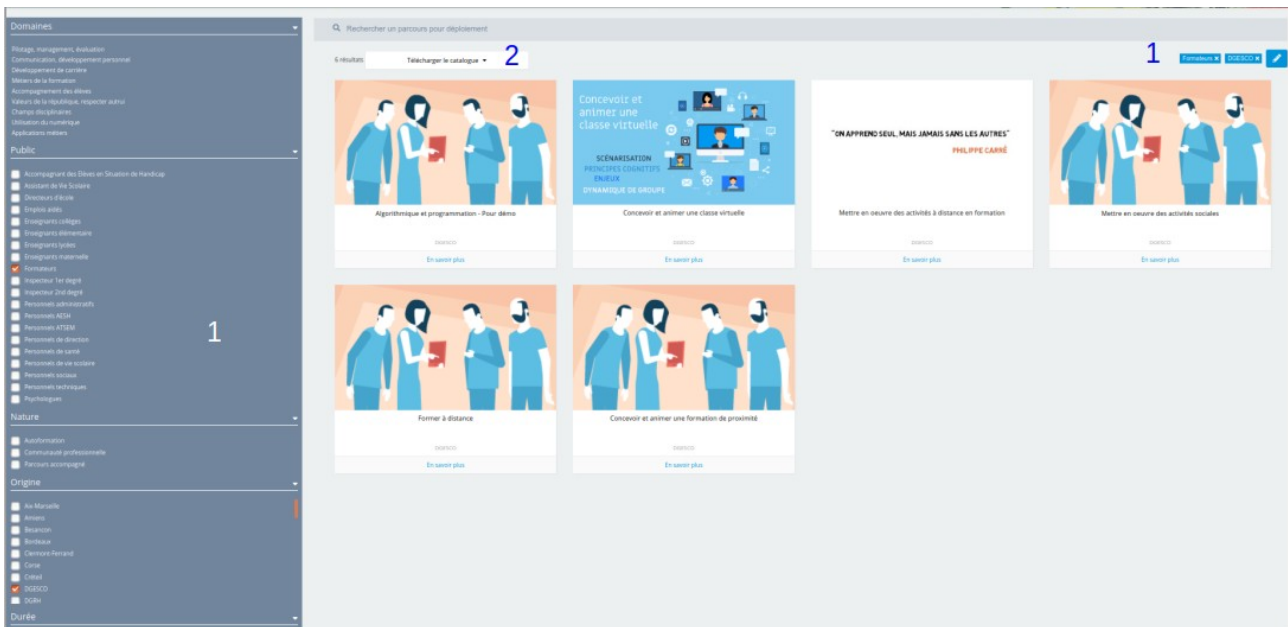 Domaines
Pilotage, management, évaluation
Communication, développement personnel
Développement de carrière
Métiers de la formation
Accompagnement des élèves
Valeurs de la république, respecter autrui
Champs disciplinaires
Utilisation du numérique
Applications métiers
Public
Accompagnant des Élèves en Situation de Handicap
Assistant de Vie Scolaire
Directeurs d'école
Emplois aidés
Enseignants collèges
Enseignants élémentaire
Enseignants lycées
Enseignants maternelle
Formateurs
Inspecteur 1er degré
Inspecteur 2nd degré
Personnels administratifs
Personnels AESH
Personnels ATSEM
Personnels de direction
Personnels de santé
Personnels de vie scolaire
Personnels sociaux
Personnels techniques
Psychologues
1
Nature
Autoformation
Communauté professionnelle
Parcours accompagné
Origine
Aix-Marseille
Amiens
Besancon
Bordeaux
Clermont-Ferrand
Corse
Créteil
DGESCO
DGRH
Durée
Rechercher un parcours pour déploiement
6 résultats
Télécharger le catalogue
2
1
Formateurs x
DGESCO x
Algorithmique et programmation - Pour démo
DGESCO
En savoir plus
Concevoir et
animer une
classe virtuelle
SCÉNARISATION
PRINCIPES COGNITIFS
ENJEUX
DYNAMIQUE DE GROUPE
Concevoir et animer une classe virtuelle
DGESCO
En savoir plus
"ON APPREND SEUL, MAIS JAMAIS SANS LES AUTRES"
PHILIPPE CARRÉ
Mettre en oeuvre des activités à distance en formation
DGESCO
En savoir plus
Mettre en oeuvre des activités sociales
DGESCO
En savoir plus
Former à distance
DGESCO
En savoir plus
Concevoir et animer une formation de proximité
DGESCO
En savoir plus